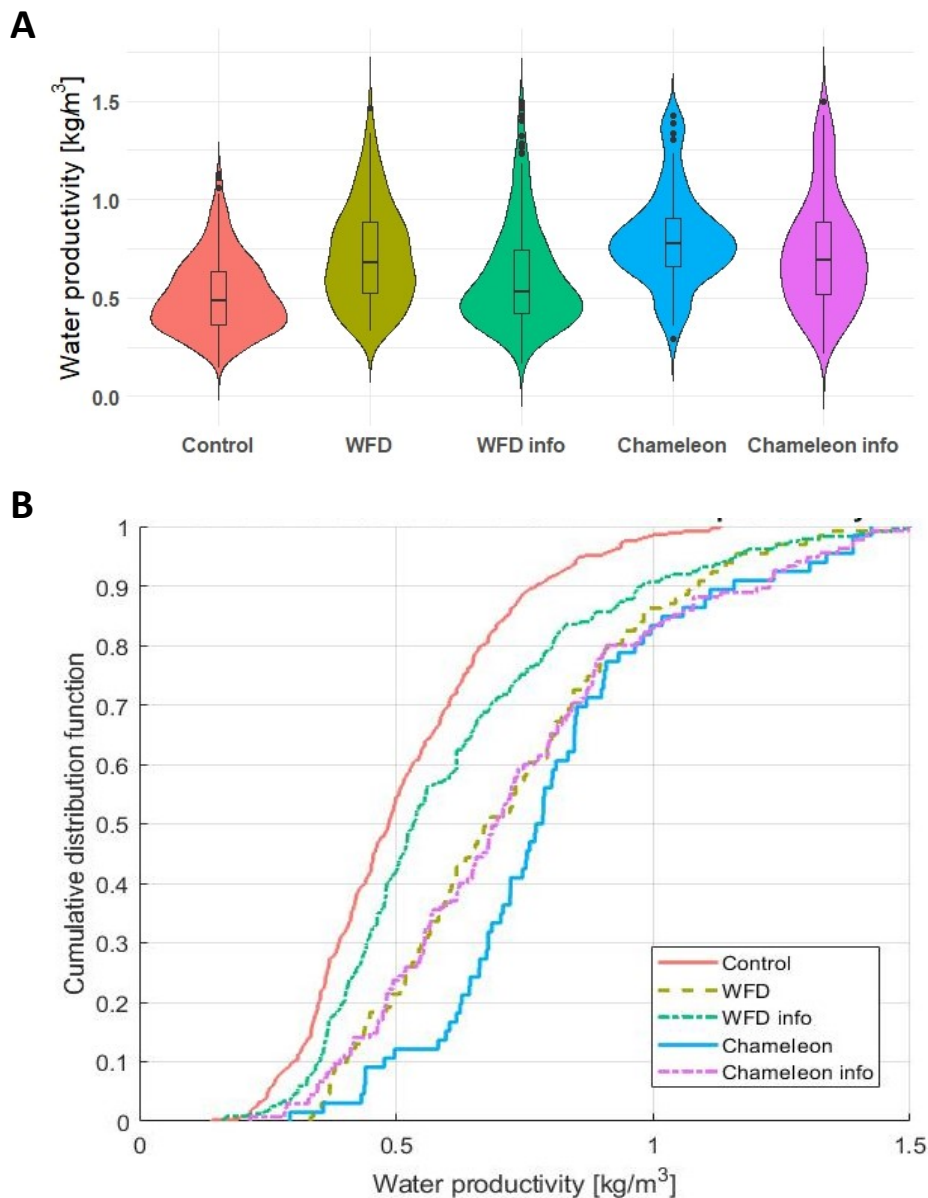 A
Water productivity [kg/m³]
1.5
1.0
0.5
0.0
Control WFD WFD info Chameleon Chameleon info
B
Cumulative distribution function
1
0.9
0.8
0.7
0.6
0.5
0.4
0.3
0.2
0.1
0
Control
WFD
WFD info
Chameleon
Chameleon info
0 0.5 1 1.5
Water productivity [kg/m³]